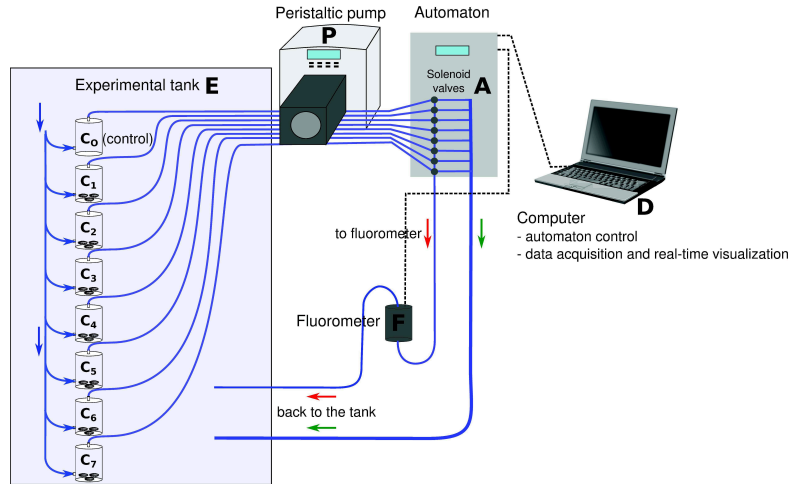 Peristaltic pump
P
Automaton
Solenoid
valves
A
Experimental tank E
C0 (control)
C1
C2
C3
C4
C5
C6
C7
D
Computer
- automaton control
- data acquisition and real-time visualization
to fluorometer
Fluorometer F
back to the tank